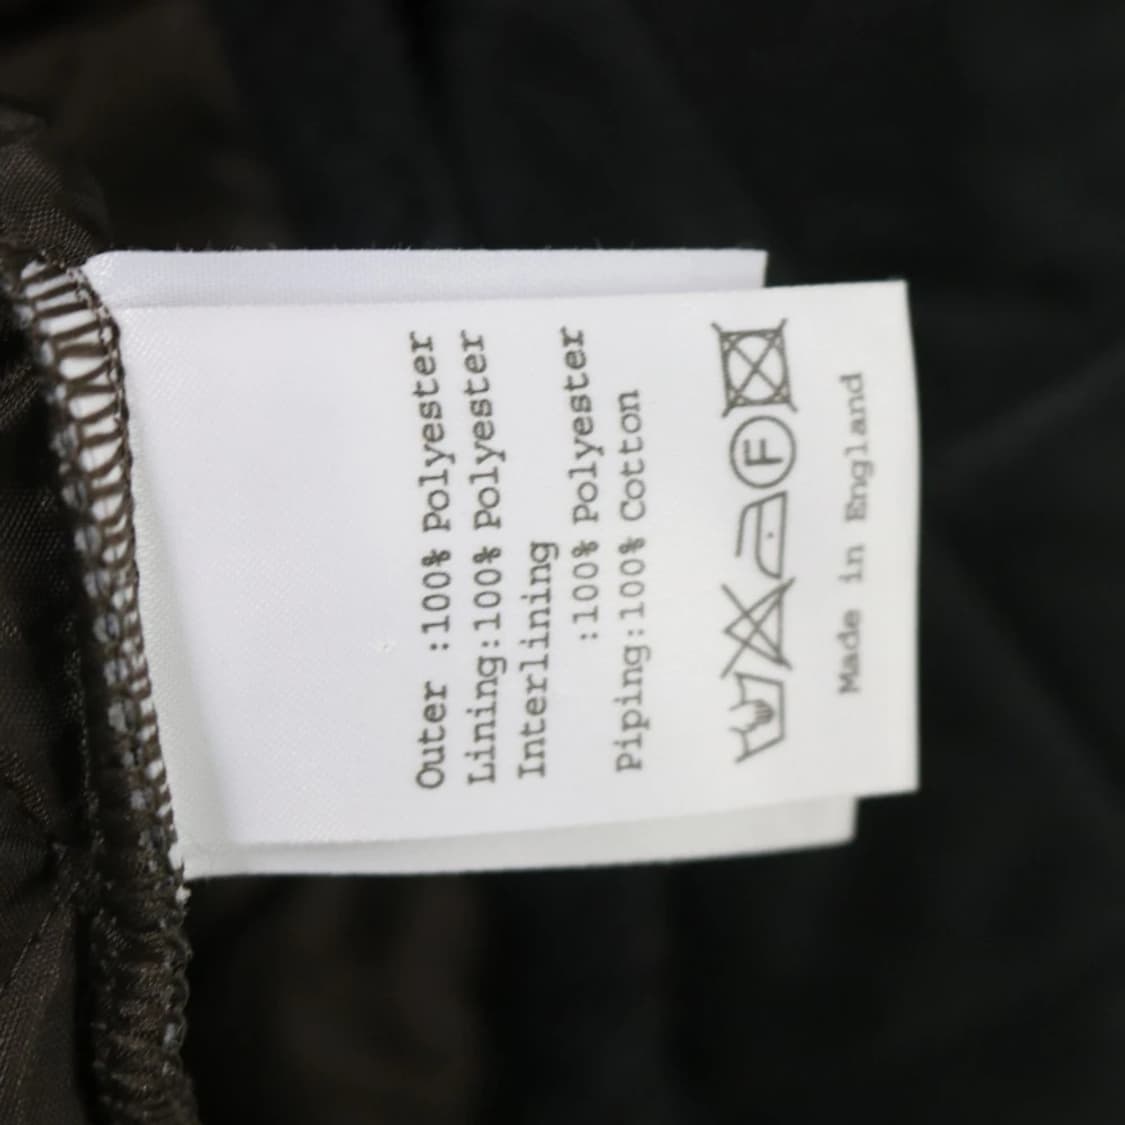 Outer :100% Polyester
Lining:100% Polyester
Interlining
:100% Polyester
Piping:100% Cotton
F
Made in England